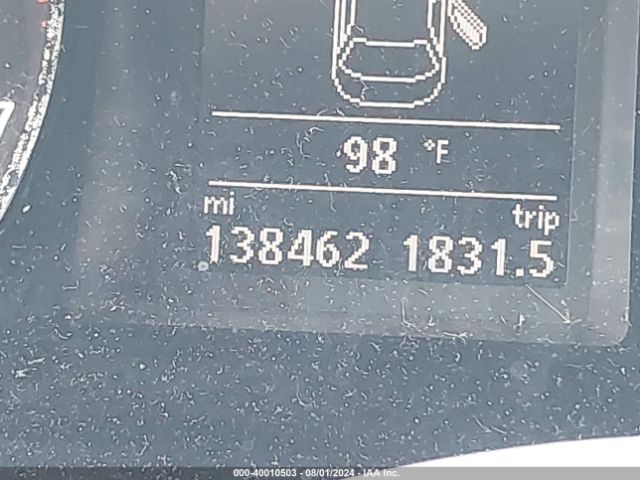 98 °F
mi trip
138462 1831.5
000-40010503 - 08/01/2024 - IAA Inc.